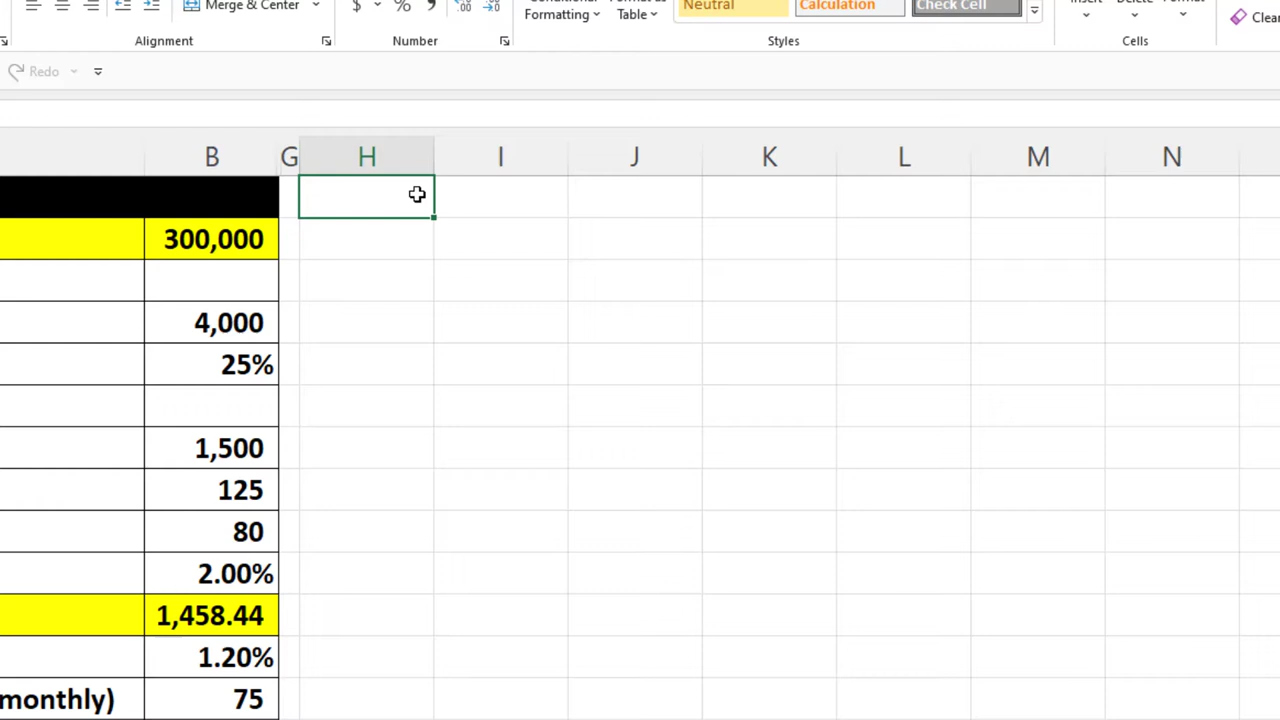 Merge & Center
$ % 9
Conditional
Formatting
Format as
Table
Neutral
Calculation
Check Cell
Insert
Delete
Format
Clear
Alignment
Number
Styles
Cells
Redo
B G H I J K L M N
300,000
4,000
25%
1,500
125
80
2.00%
1,458.44
1.20%
monthly) 75